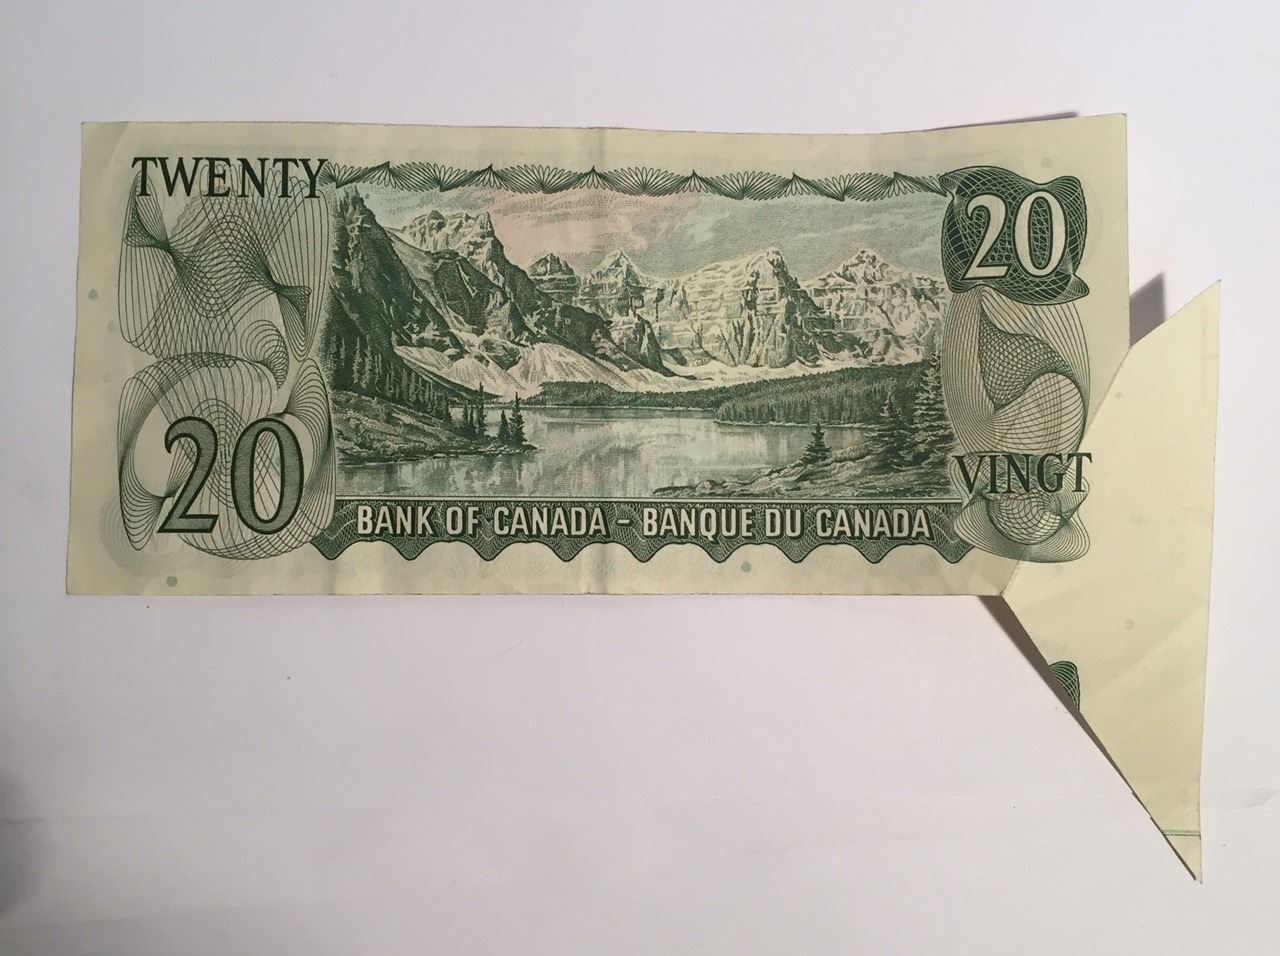 TWENTY
20
20
VINGT
BANK OF CANADA - BANQUE DU CANADA